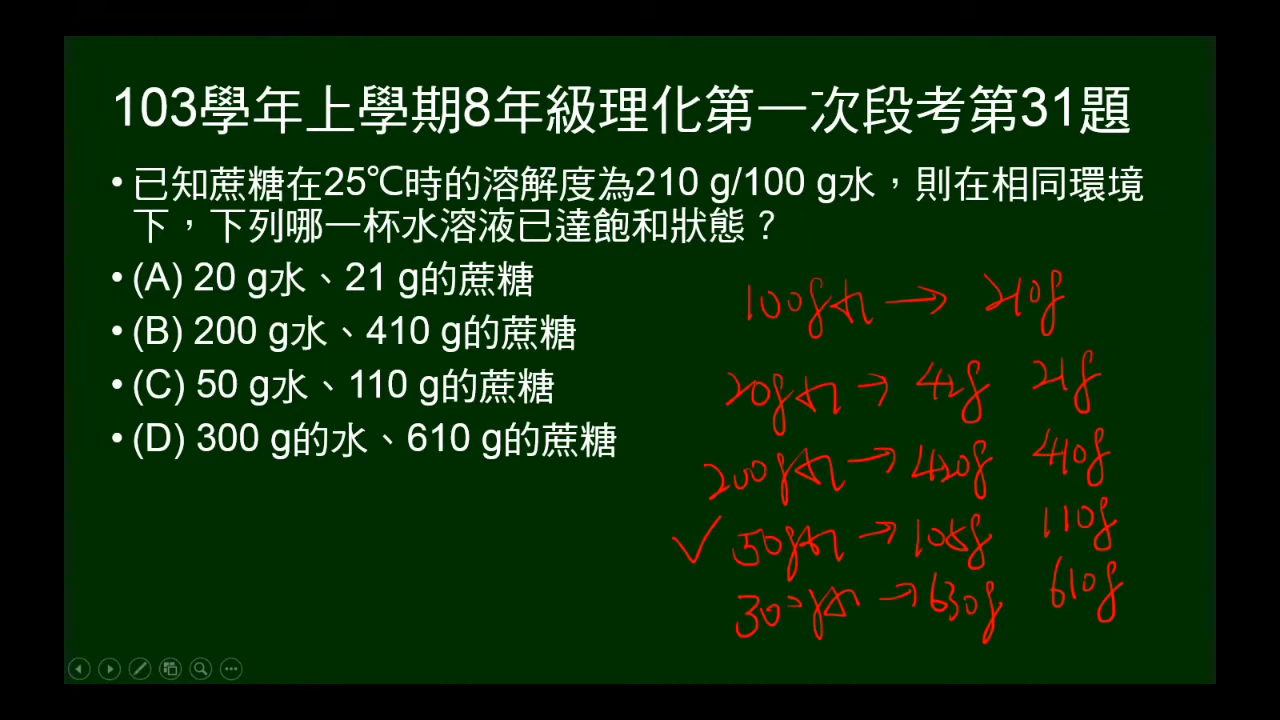 103學年上學期8年級理化第一次段考第31題
• 已知蔗糖在25℃時的溶解度為210 g/100 g水，則在相同環境
下，下列哪一杯水溶液已達飽和狀態？
• (A) 20 g水、21 g的蔗糖
• (B) 200 g水、410 g的蔗糖
• (C) 50 g水、110 g的蔗糖
• (D) 300 g的水、610 g的蔗糖
100g水 → 210g
20g水 → 42g 21g
200g水 → 420g 410g
✓ 50g水 → 105g 110g
300g水 → 630g 610g